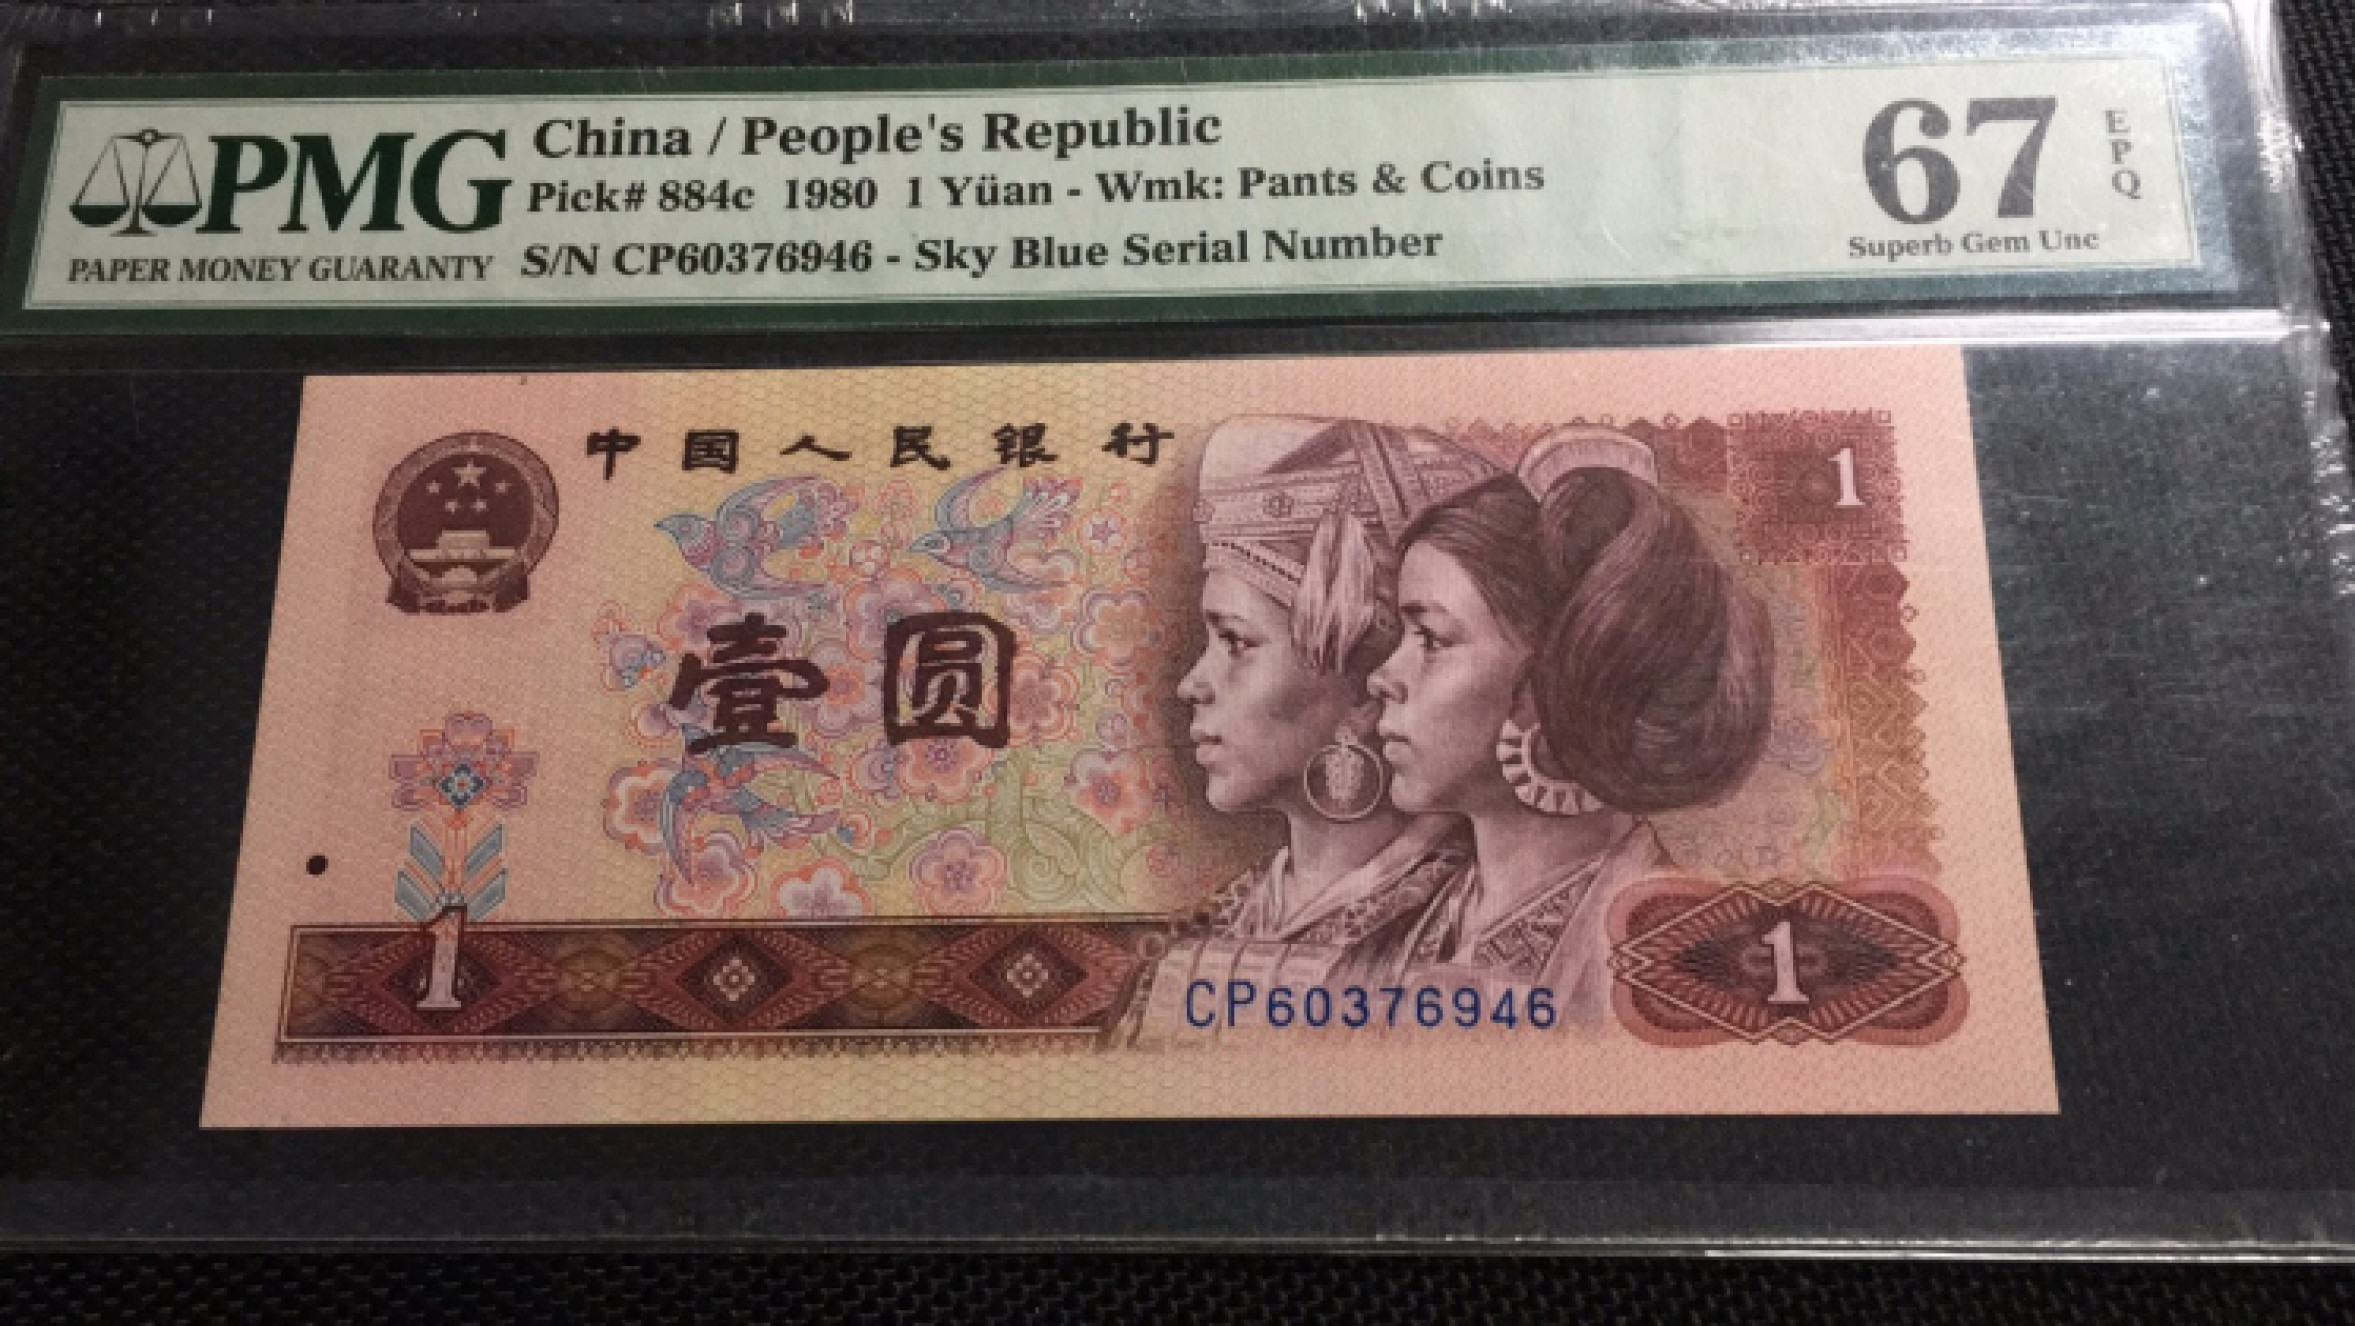 PMG
PAPER MONEY GUARANTY
China / People's Republic
Pick# 884c 1980 1 Yüan - Wmk: Pants & Coins
S/N CP60376946 - Sky Blue Serial Number
67
EPQ
Superb Gem Unc
中国人民银行
1
壹圆
1
CP60376946
1